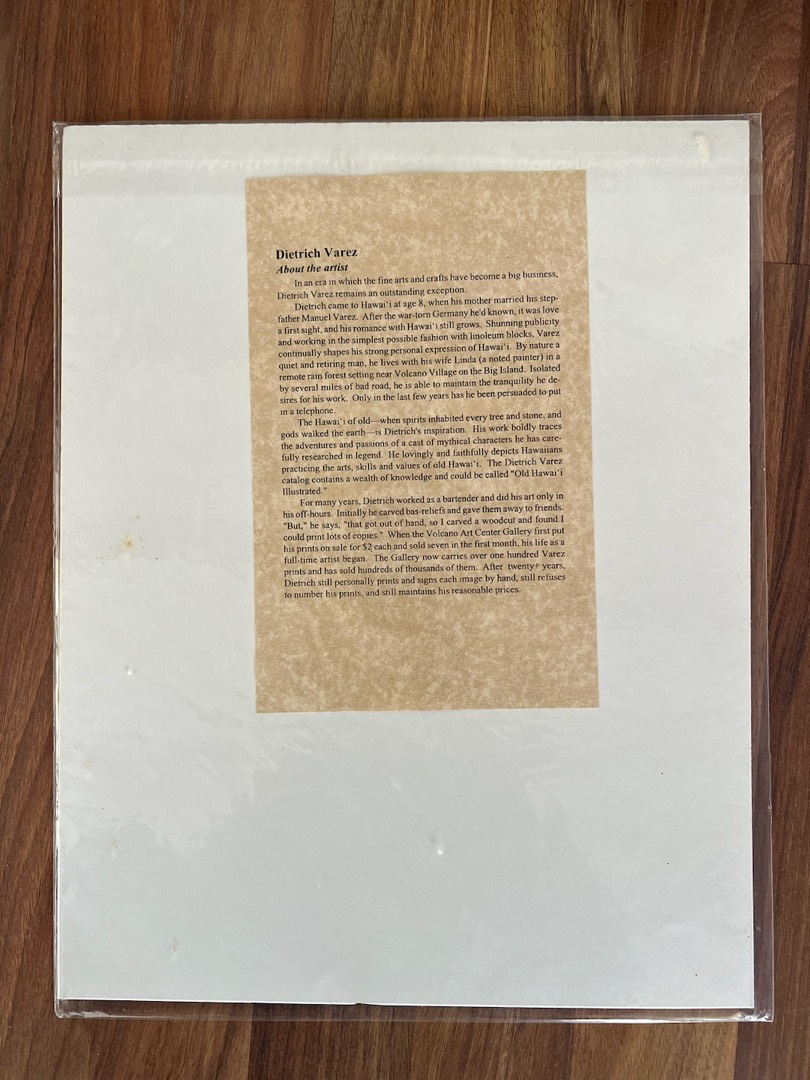 Dietrich Varez
About the artist
In an era in which the fine arts and crafts have become a big business,
Dietrich Varez remains an outstanding exception.
Dietrich came to Hawai'i at age 8, when his mother married his step-
father Manuel Varez. After the war-torn Germany he'd known, it was love
a first sight, and his romance with Hawai'i still grows. Shunning publicity
and working in the simplest possible fashion with linoleum blocks, Varez
continually shapes his strong personal expression of Hawai'i. By nature a
quiet and retiring man, he lives with his wife Linda (a noted painter) in a
remote rain forest setting near Volcano Village on the Big Island. Isolated
by several miles of bad road, he is able to maintain the tranquility he de-
sires for his work. Only in the last few years has he been persuaded to put
in a telephone.
The Hawai'i of old—when spirits inhabited every tree and stone, and
gods walked the earth—is Dietrich's inspiration. His work boldly traces
the adventures and passions of a cast of mythical characters he has care-
fully researched in legend. He lovingly and faithfully depicts Hawaiians
practicing the arts, skills and values of old Hawai'i. The Dietrich Varez
catalog contains a wealth of knowledge and could be called "Old Hawai'i
Illustrated."
For many years, Dietrich worked as a bartender and did his art only in
his off-hours. Initially he carved bas-reliefs and gave them away to friends.
"But," he says, "that got out of hand, so I carved a woodcut and found I
could print lots of copies." When the Volcano Art Center Gallery first put
his prints on sale for $2 each and sold seven in the first month, his life as a
full-time artist began. The Gallery now carries over one hundred Varez
prints and has sold hundreds of thousands of them. After twenty+ years,
Dietrich still personally prints and signs each image by hand, still refuses
to number his prints, and still maintains his reasonable prices.